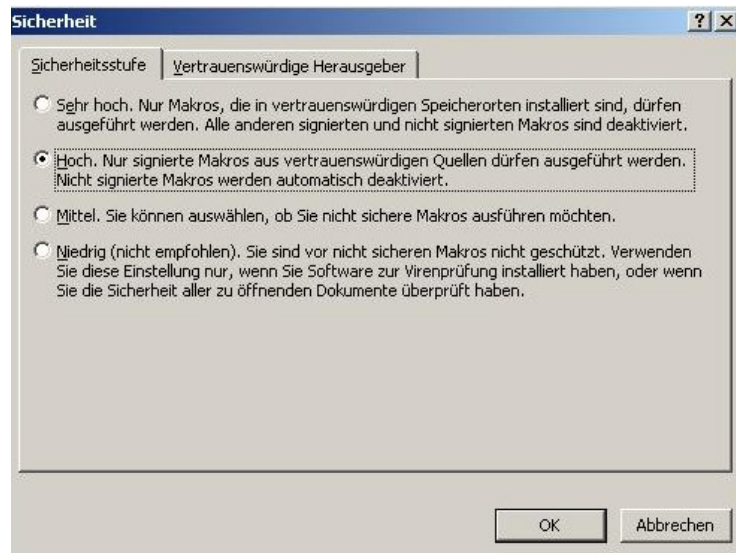 Sicherheit
Sicherheitsstufe
Vertrauenswürdige Herausgeber
Sehr hoch. Nur Makros, die in vertrauenswürdigen Speicherorten installiert sind, dürfen
ausgeführt werden. Alle anderen signierten und nicht signierten Makros sind deaktiviert.
Hoch. Nur signierte Makros aus vertrauenswürdigen Quellen dürfen ausgeführt werden.
Nicht signierte Makros werden automatisch deaktiviert.
Mittel. Sie können auswählen, ob Sie nicht sichere Makros ausführen möchten.
Niedrig (nicht empfohlen). Sie sind vor nicht sicheren Makros nicht geschützt. Verwenden
Sie diese Einstellung nur, wenn Sie Software zur Virenprüfung installiert haben, oder wenn
Sie die Sicherheit aller zu öffnenden Dokumente überprüft haben.
OK
Abbrechen